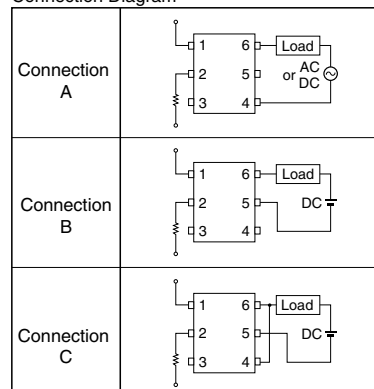 Connection Diagram
Connection
A
1 6 Load
2 5 or AC
DC
3 4
Connection
B
1 6 Load
2 5 DC
3 4
Connection
C
1 6 Load
2 5 DC
3 4